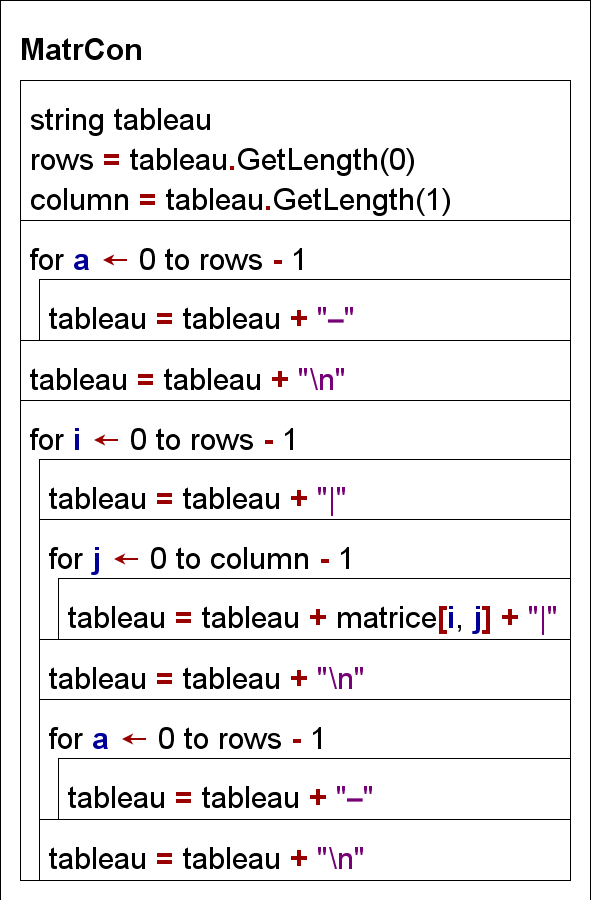 MatrCon
string tableau
rows = tableau.GetLength(0)
column = tableau.GetLength(1)
for a ← 0 to rows - 1
tableau = tableau + "–"
tableau = tableau + "\n"
for i ← 0 to rows - 1
tableau = tableau + "|"
for j ← 0 to column - 1
tableau = tableau + matrice[i, j] + "|"
tableau = tableau + "\n"
for a ← 0 to rows - 1
tableau = tableau + "–"
tableau = tableau + "\n"